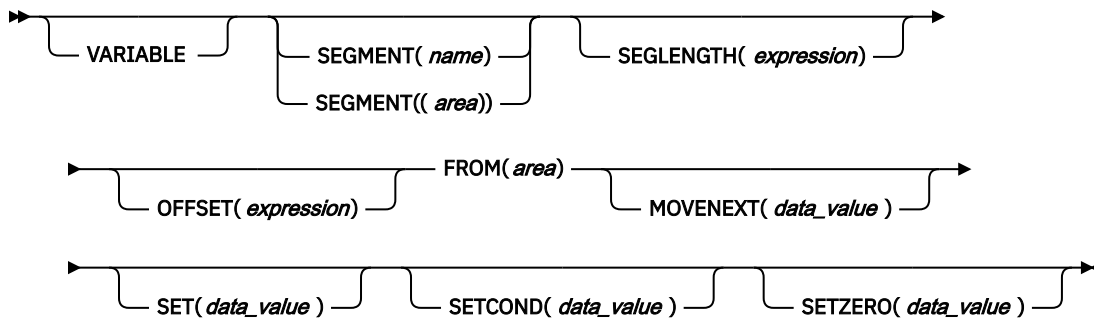 VARIABLE SEGMENT( name) SEGLENGTH( expression)
SEGMENT(( area))
FROM( area)
OFFSET( expression) MOVENEXT( data_value )
SET( data_value ) SETCOND( data_value ) SETZERO( data_value )